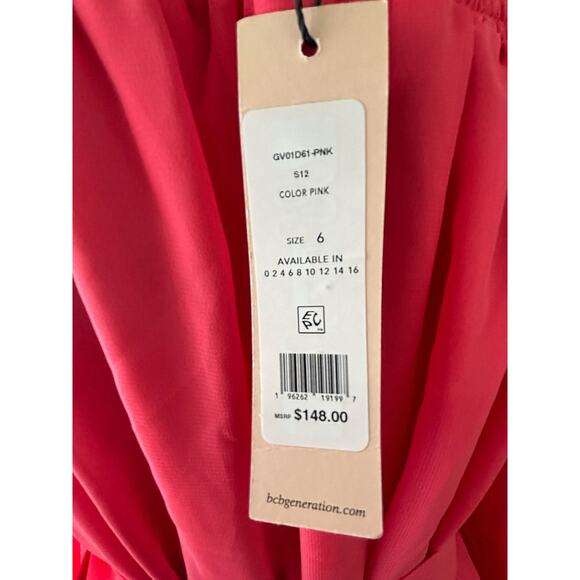 GV01D61-PNK
S12
COLOR PINK
SIZE 6
AVAILABLE IN
0 2 4 6 8 10 12 14 16
EPC
1 96262 19199 7
MSRP $148.00
bcbgeneration.com